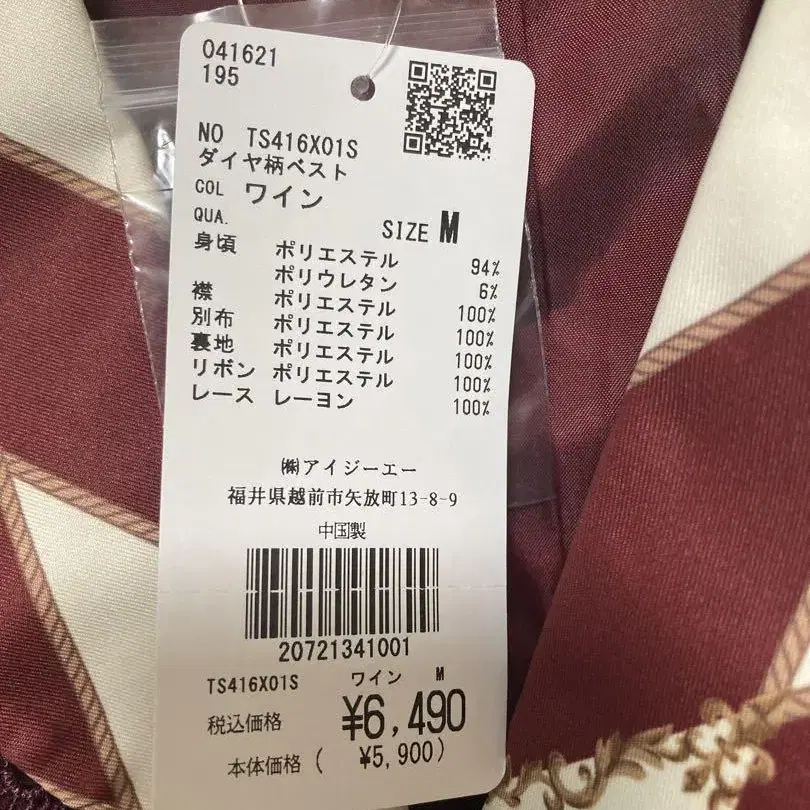 041621
195
NO TS416X01S
ダイヤ柄ベスト
COL ワイン
QUA. SIZE M
身頃 ポリエステル 94%
ポリウレタン 6%
襟 ポリエステル 100%
別布 ポリエステル 100%
裏地 ポリエステル 100%
リボン ポリエステル 100%
レース レーヨン 100%
㈱アイジーエー
福井県越前市矢放町13-8-9
中国製
20721341001
TS416X01S ワイン M
税込価格 ¥6,490
本体価格( ¥5,900)